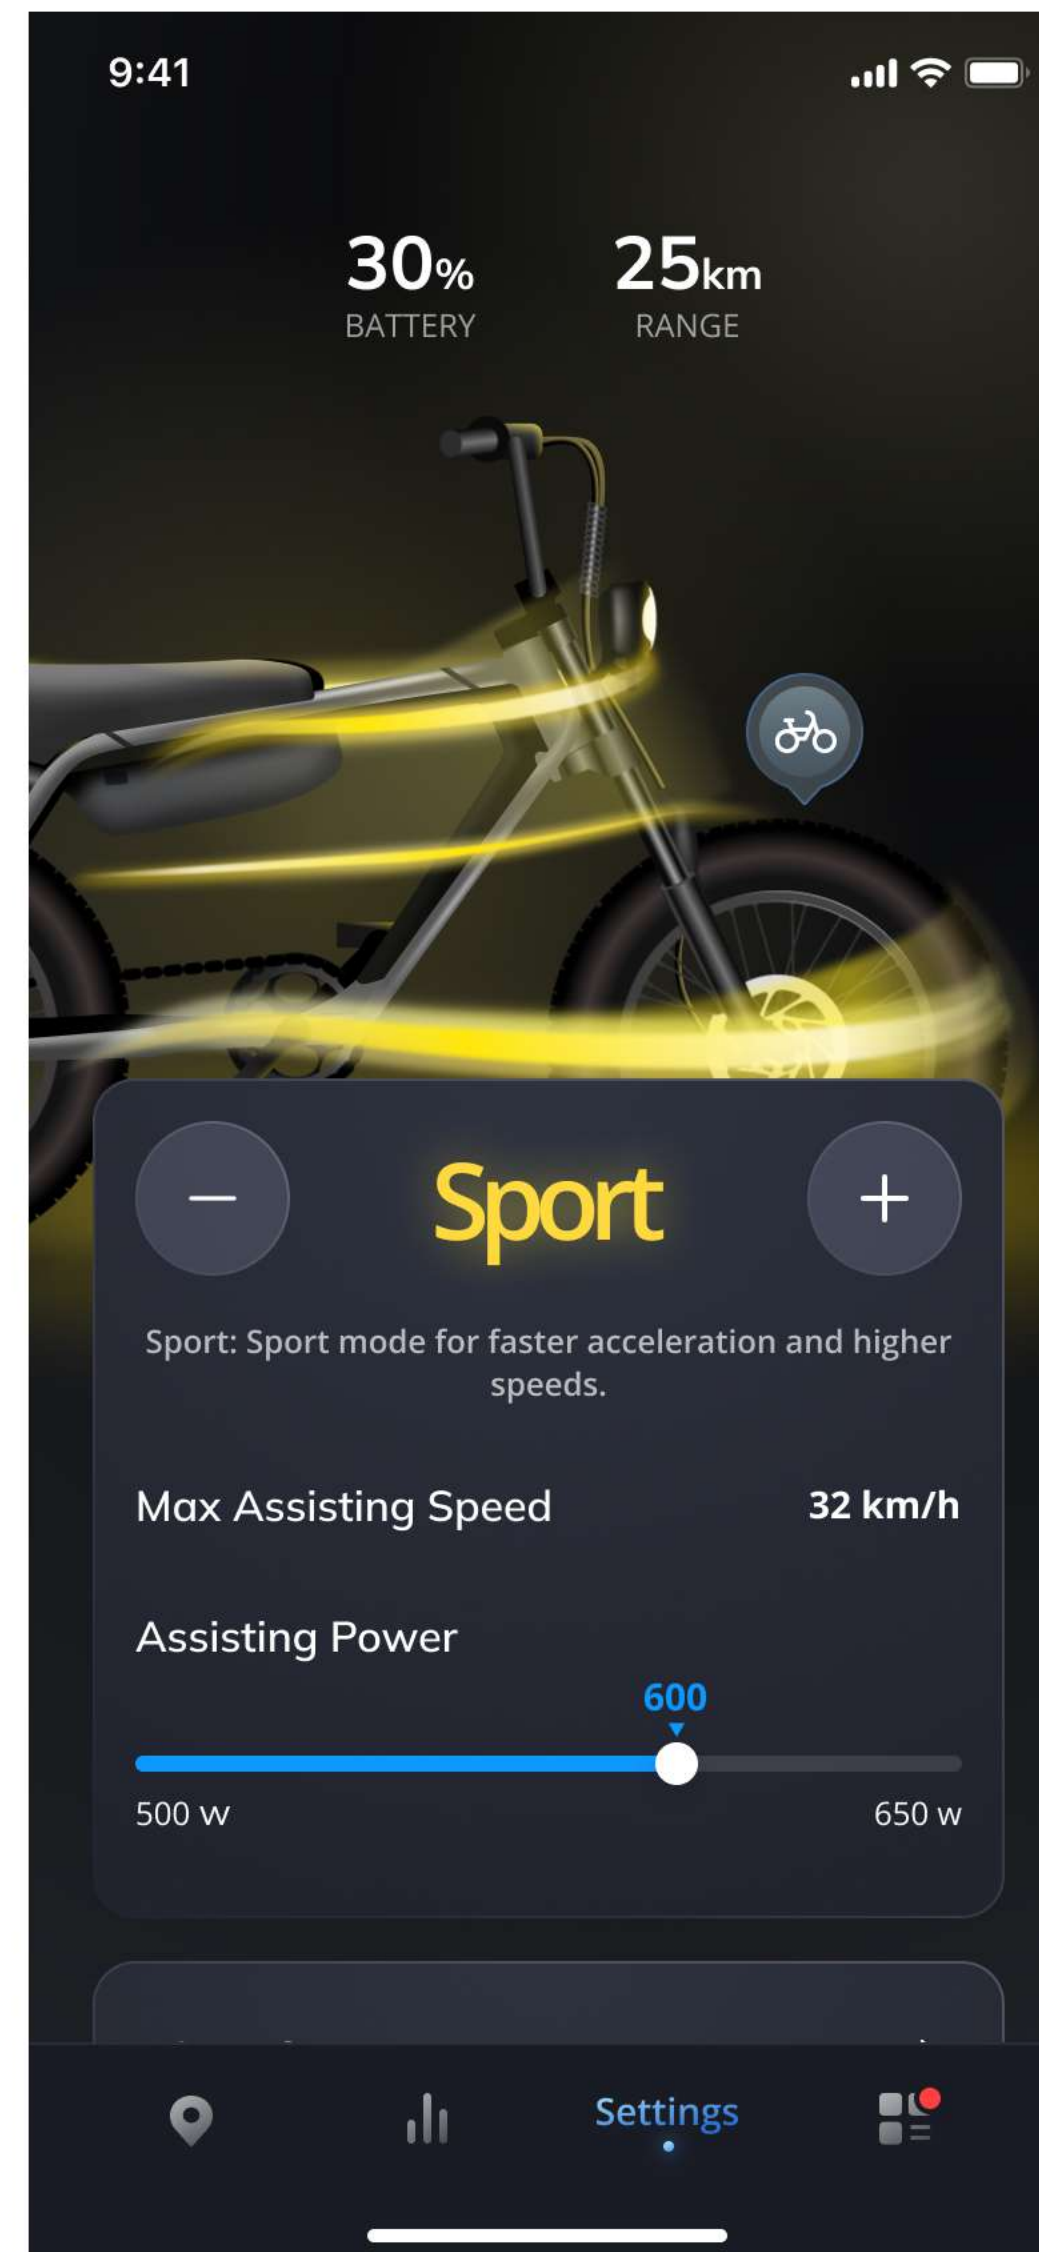 9:41
30% 25km
BATTERY RANGE
Sport
Sport: Sport mode for faster acceleration and higher
speeds.
Max Assisting Speed 32 km/h
Assisting Power
600
500 w 650 w
Settings